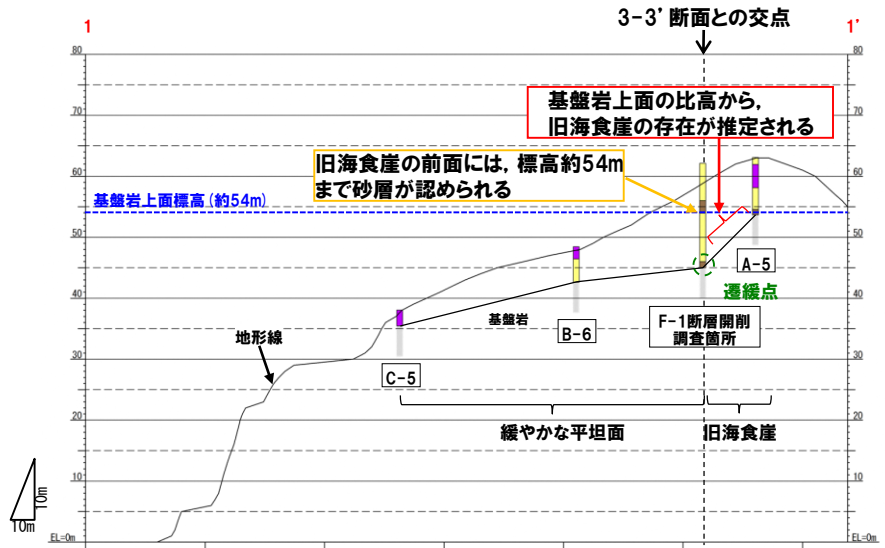 1
3-3’断面との交点
1’
80
70
60
50
40
30
20
10
EL=0m
80
70
60
50
40
30
20
10
EL=0m
基盤岩上面の比高から,
旧海食崖の存在が推定される
旧海食崖の前面には,標高約54m
まで砂層が認められる
基盤岩上面標高(約54m)
A-5
遷緩点
B-6
F-1断層開削
調査箇所
基盤岩
地形線
C-5
緩やかな平坦面
旧海食崖
10m
10m